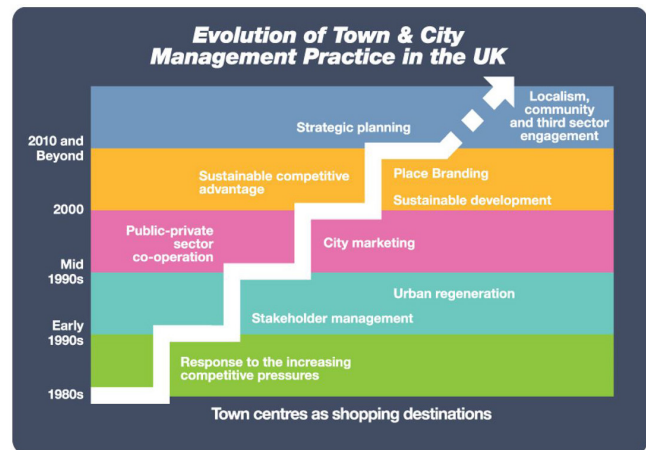 Evolution of Town & City
Management Practice in the UK
Localism,
community
and third sector
engagement
Strategic planning
2010 and
Beyond
Sustainable competitive
advantage
Place Branding
Sustainable development
2000
Public-private
sector
co-operation
City marketing
Mid
1990s
Urban regeneration
Stakeholder management
Early
1990s
Response to the increasing
competitive pressures
1980s
Town centres as shopping destinations